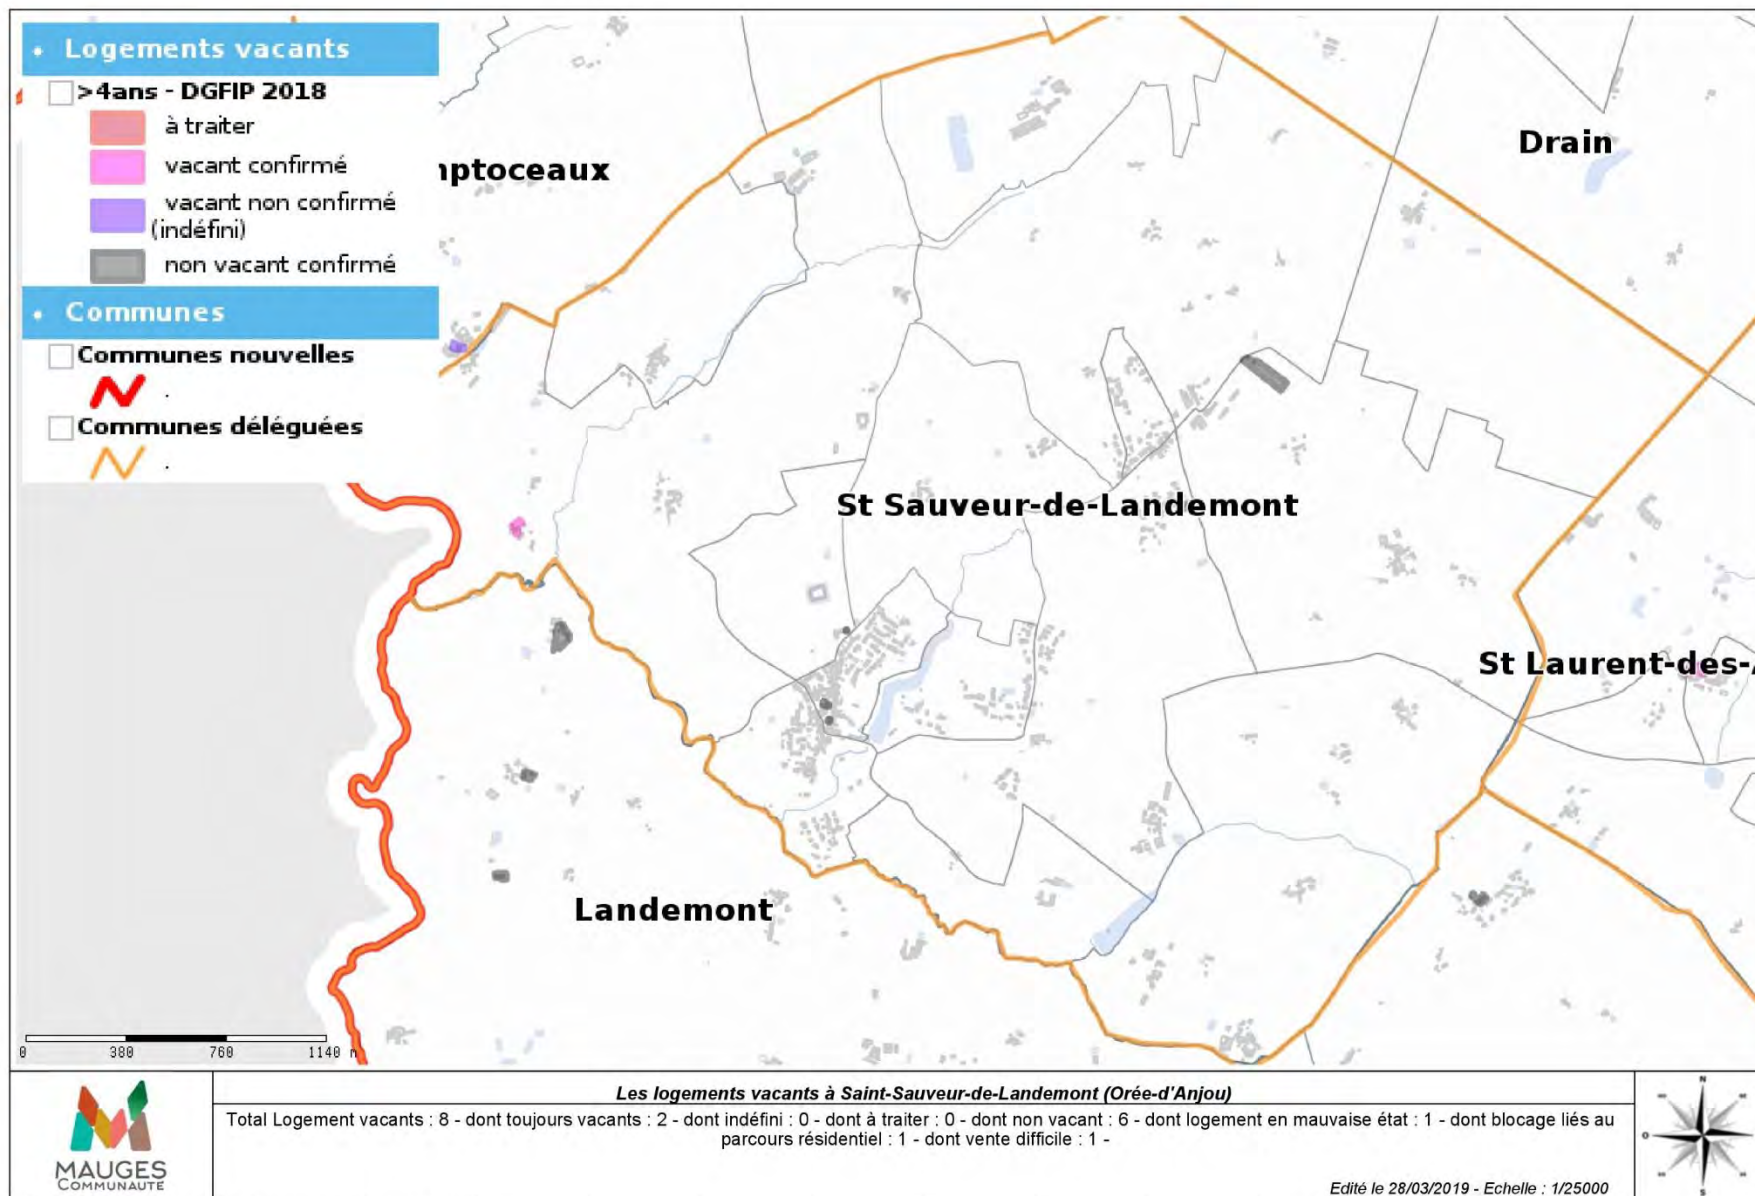 Logements vacants
>4ans - DGFIP 2018
à traiter
vacant confirmé
vacant non confirmé
(indéfini)
non vacant confirmé
Communes
Communes nouvelles
.
Communes déléguées
.
mptoceaux
Drain
St Sauveur-de-Landemont
St Laurent-des-
Landemont
0 380 760 1140 m
MAUGES
COMMUNAUTÉ
Les logements vacants à Saint-Sauveur-de-Landemont (Orée-d'Anjou)
Total Logement vacants : 8 - dont toujours vacants : 2 - dont indéfini : 0 - dont à traiter : 0 - dont non vacant : 6 - dont logement en mauvaise état : 1 - dont blocage liés au
parcours résidentiel : 1 - dont vente difficile : 1 -
Edité le 28/03/2019 - Echelle : 1/25000
N
O
S